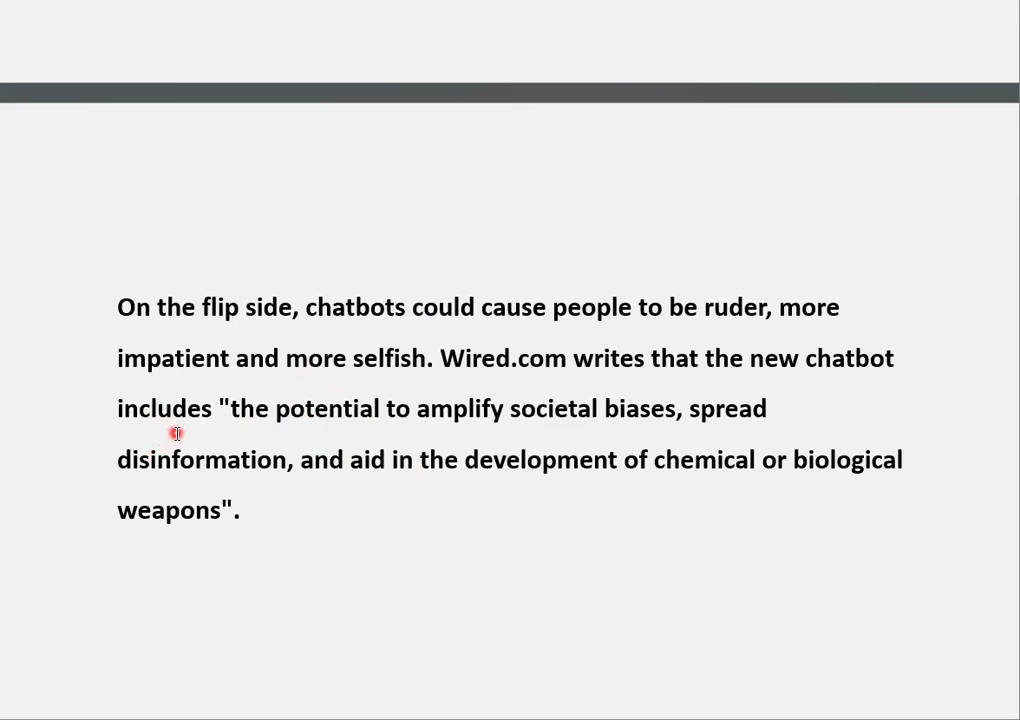 On the flip side, chatbots could cause people to be ruder, more
impatient and more selfish. Wired.com writes that the new chatbot
includes "the potential to amplify societal biases, spread
disinformation, and aid in the development of chemical or biological
weapons".